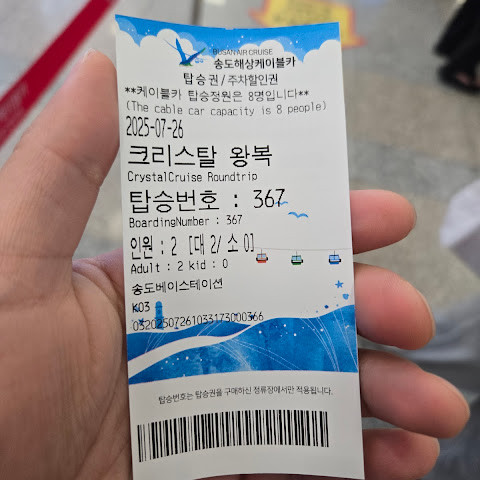 BUSAN AIR CRUISE
송도해상케이블카
탑승권 / 주차할인권
**케이블카 탑승정원은 8명입니다**
(The cable car capacity is 8 people)
2025-07-26
크리스탈 왕복
CrystalCruise Roundtrip
탑승번호 : 367
BoardingNumber : 367
인원 : 2 [대 2/ 소 0]
Adult : 2 kid : 0
송도베이스테이션
K03
03202507261033173000366
탑승번호는 탑승권을 구매하신 정류장에서만 적용됩니다.